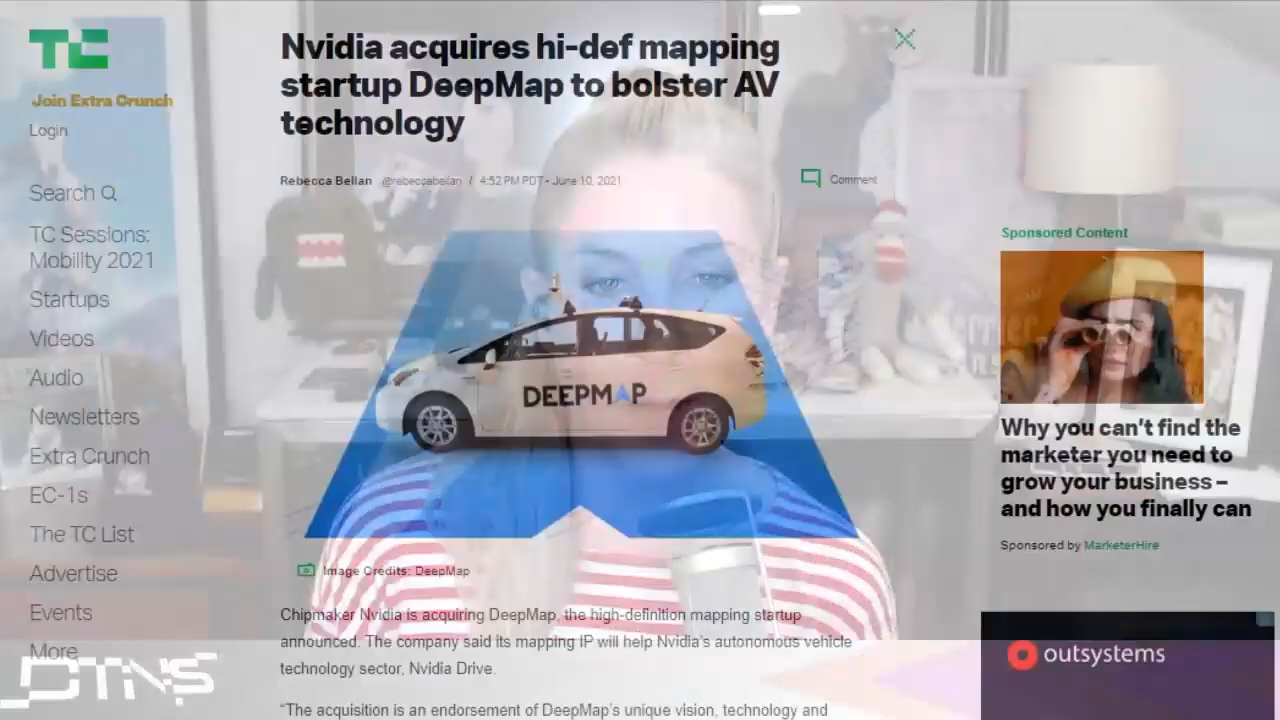 TC
Join Extra Crunch
Login
Search
TC Sessions:
Mobility 2021
Startups
Videos
Audio
Newsletters
Extra Crunch
EC-1s
The TC List
Advertise
Events
More
DTNS
Nvidia acquires hi-def mapping
startup DeepMap to bolster AV
technology
Rebecca Bellan @rebeccabellan / 4:52 PM PDT • June 10, 2021
Comment
DEEPMAP
Image Credits: DeepMap
Chipmaker Nvidia is acquiring DeepMap, the high-definition mapping startup
announced. The company said its mapping IP will help Nvidia's autonomous vehicle
technology sector, Nvidia Drive.
“The acquisition is an endorsement of DeepMap's unique vision, technology and
Sponsored Content
Why you can't find the
marketer you need to
grow your business –
and how you finally can
Sponsored by MarketerHire
outsystems